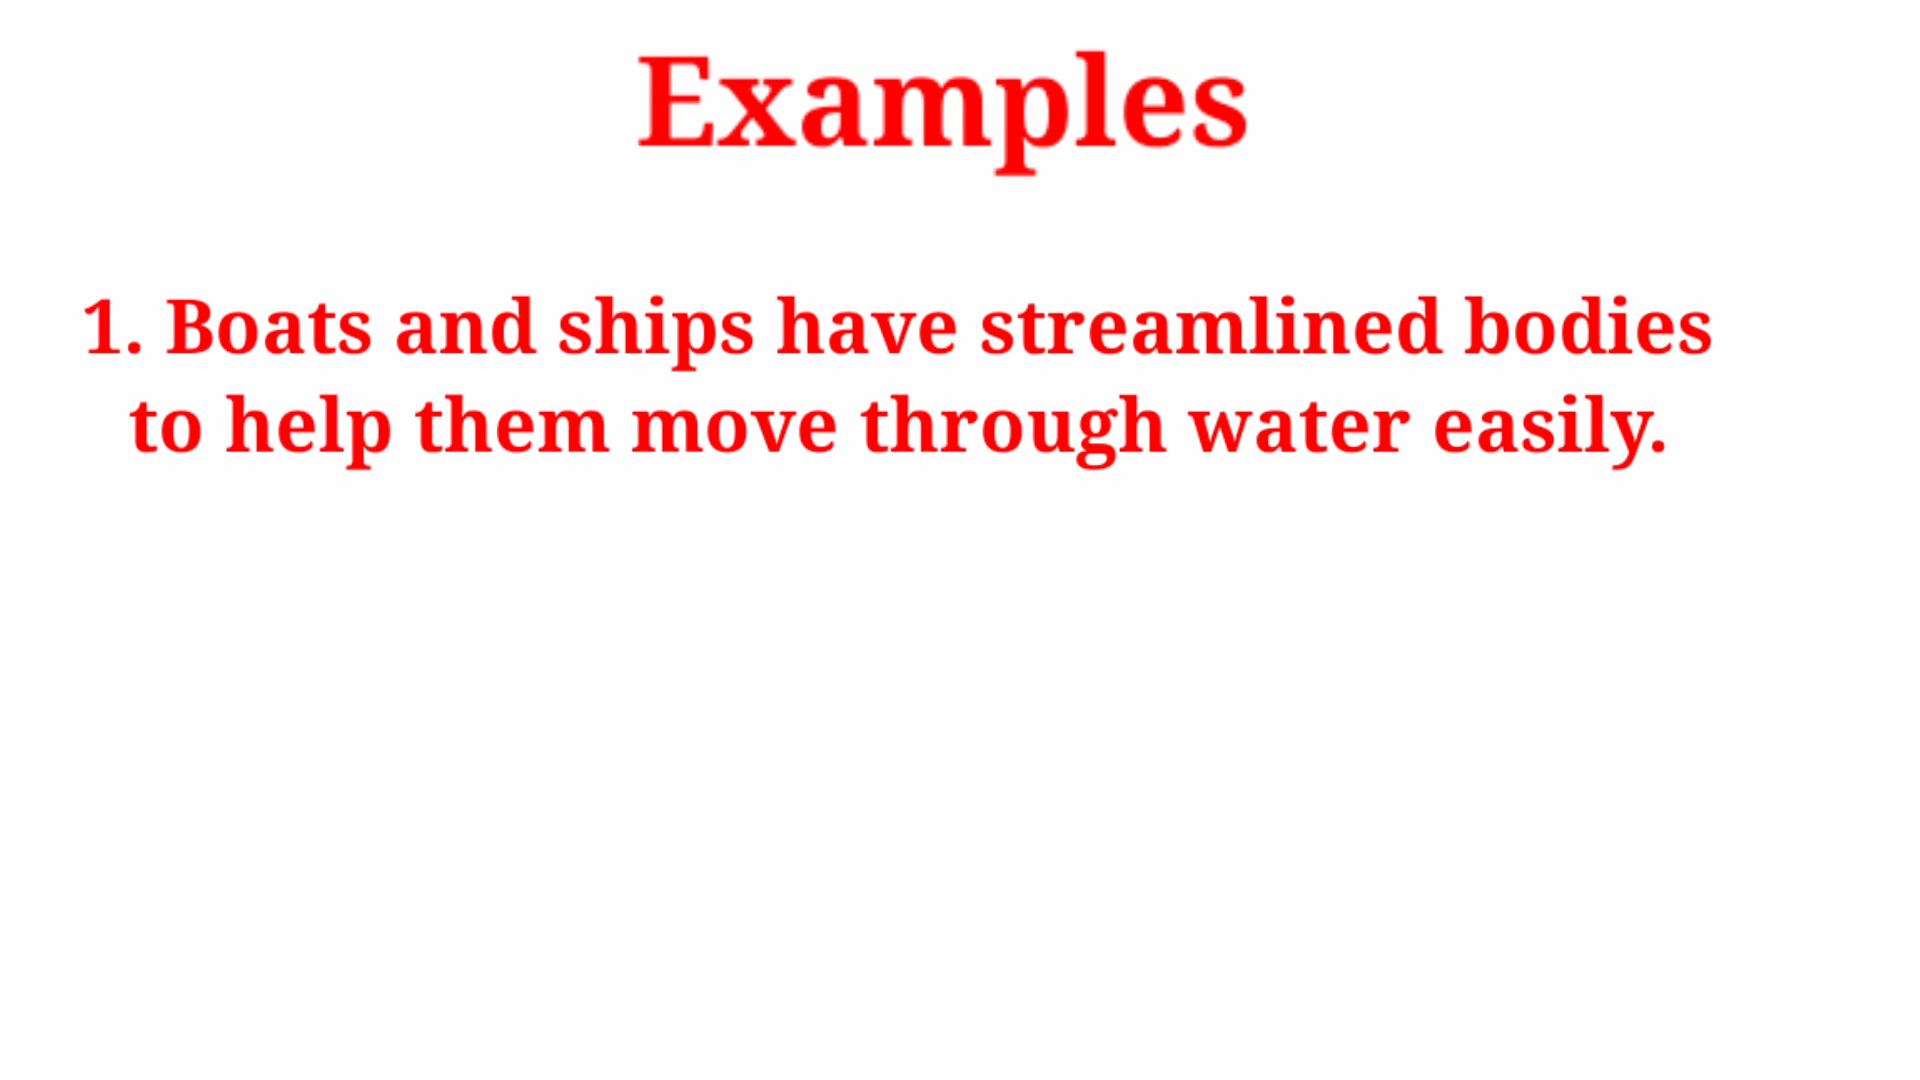 Examples
1. Boats and ships have streamlined bodies
to help them move through water easily.